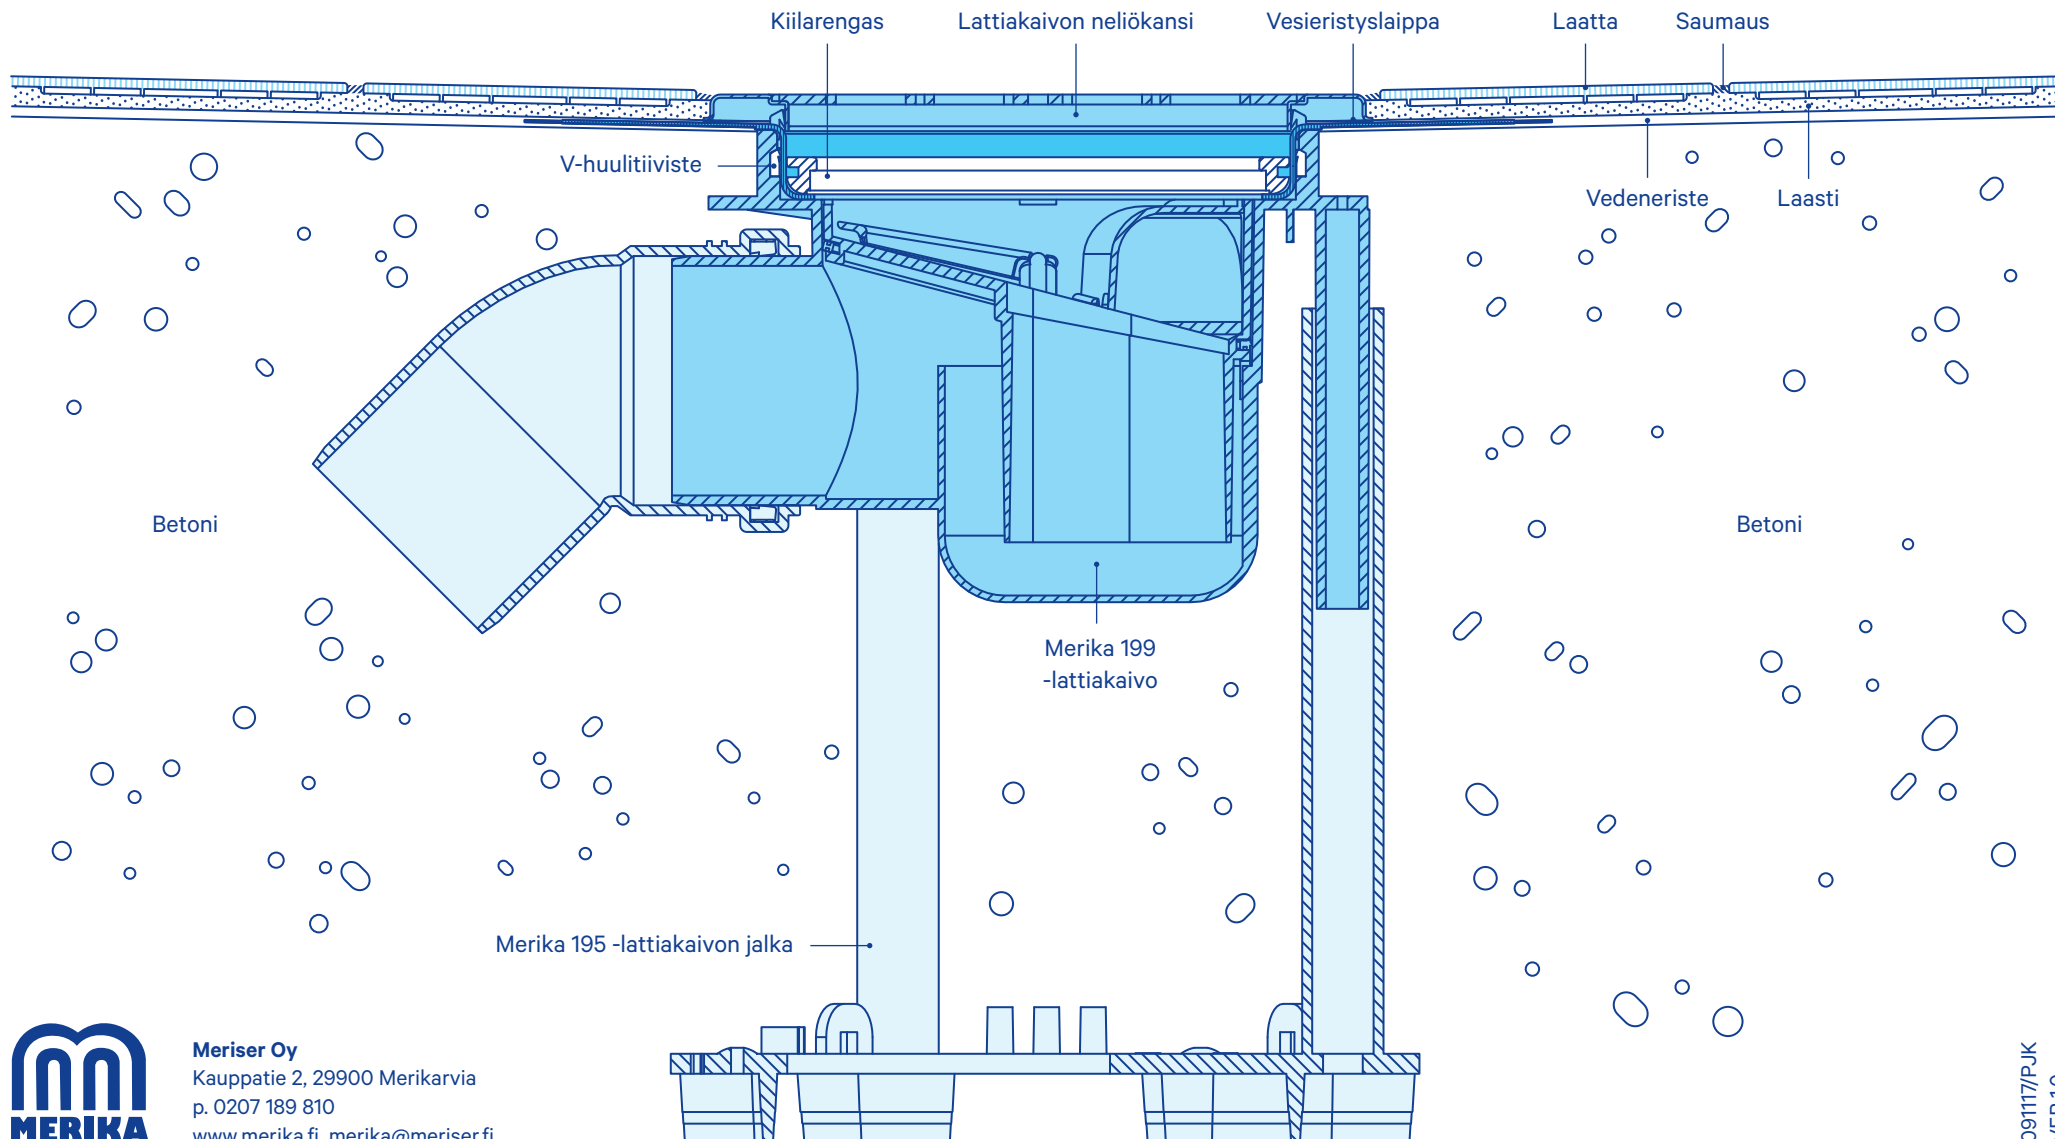 Kiilarengas
Lattiakaivon neliökansi
Vesieristyslaippa
Laatta
Saumaus
V-huulitiiviste
Vedeneriste
Laasti
Betoni
Betoni
Merika 199
-lattiakaivo
Merika 195 -lattiakaivon jalka
MERIKA
Meriser Oy
Kauppatie 2, 29900 Merikarvia
p. 0207 189 810
www.merika.fi, merika@meriser.fi
091117/PJK